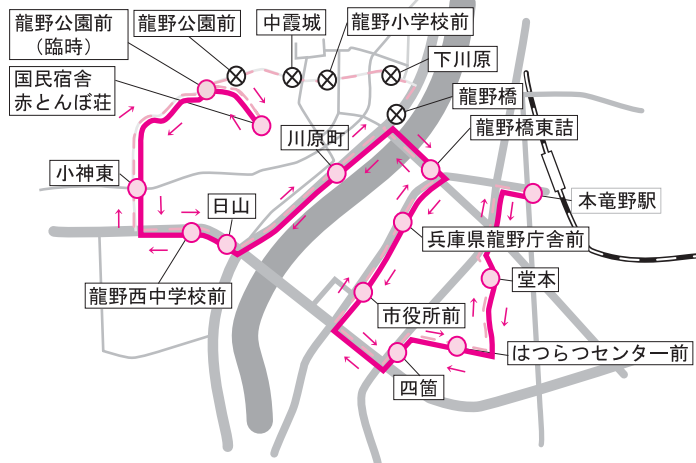 龍野公園前
（臨時）
龍野公園前
中霞城
龍野小学校前
下川原
国民宿舎
赤とんぼ荘
龍野橋
川原町
龍野橋東詰
小神東
日山
本竜野駅
兵庫県龍野庁舎前
龍野西中学校前
堂本
市役所前
はつらつセンター前
四箇